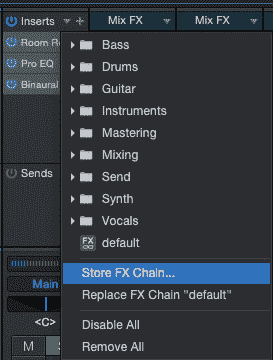 Inserts
Mix FX
Mix FX
Room Re
Pro EQ
Binaural
Bass
Drums
Guitar
Instruments
Mastering
Mixing
Send
Synth
Vocals
FX
default
Store FX Chain...
Replace FX Chain "default"
Disable All
Remove All
Sends
Main
<C>
M
S